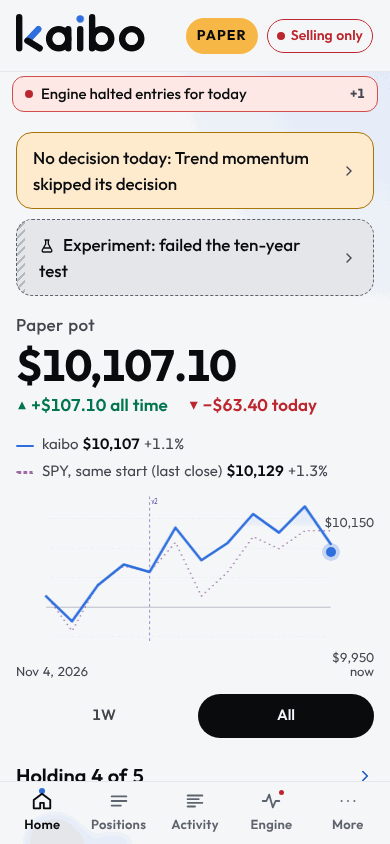 kaibo
PAPER
Selling only
Engine halted entries for today +1
No decision today: Trend momentum
skipped its decision
Experiment: failed the ten-year
test
Paper pot
$10,107.10
▲ +$107.10 all time ▼ −$63.40 today
kaibo $10,107 +1.1%
SPY, same start (last close) $10,129 +1.3%
v2
$10,150
$9,950
Nov 4, 2026 now
1W All
Holding 4 of 5
Home Positions Activity Engine More